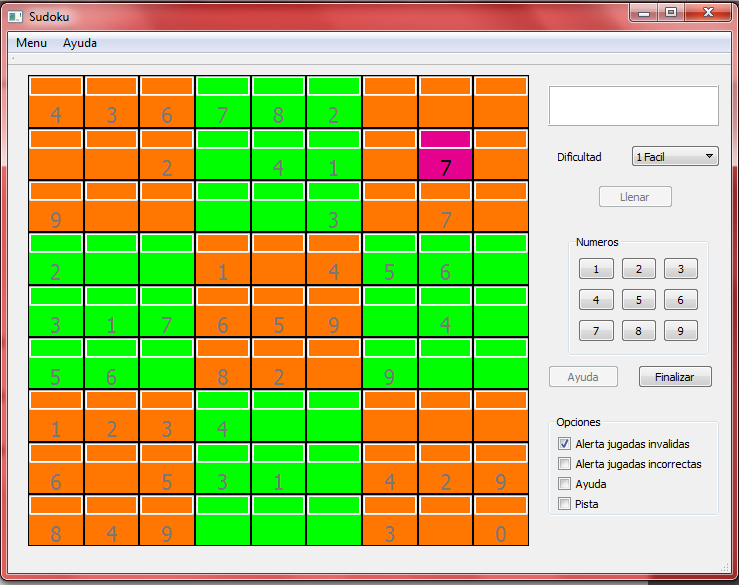 Sudoku
Menu Ayuda
4 3 6 7 8 2
2 4 1 7
9 3 7
2 1 4 5 6
3 1 7 6 5 9 4
5 6 8 2 9
1 2 3 4
6 5 3 1 4 2 9
8 4 9 3 0
Dificultad 1 Facil
Llenar
Numeros
1 2 3
4 5 6
7 8 9
Ayuda Finalizar
Opciones
Alerta jugadas invalidas
Alerta jugadas incorrectas
Ayuda
Pista